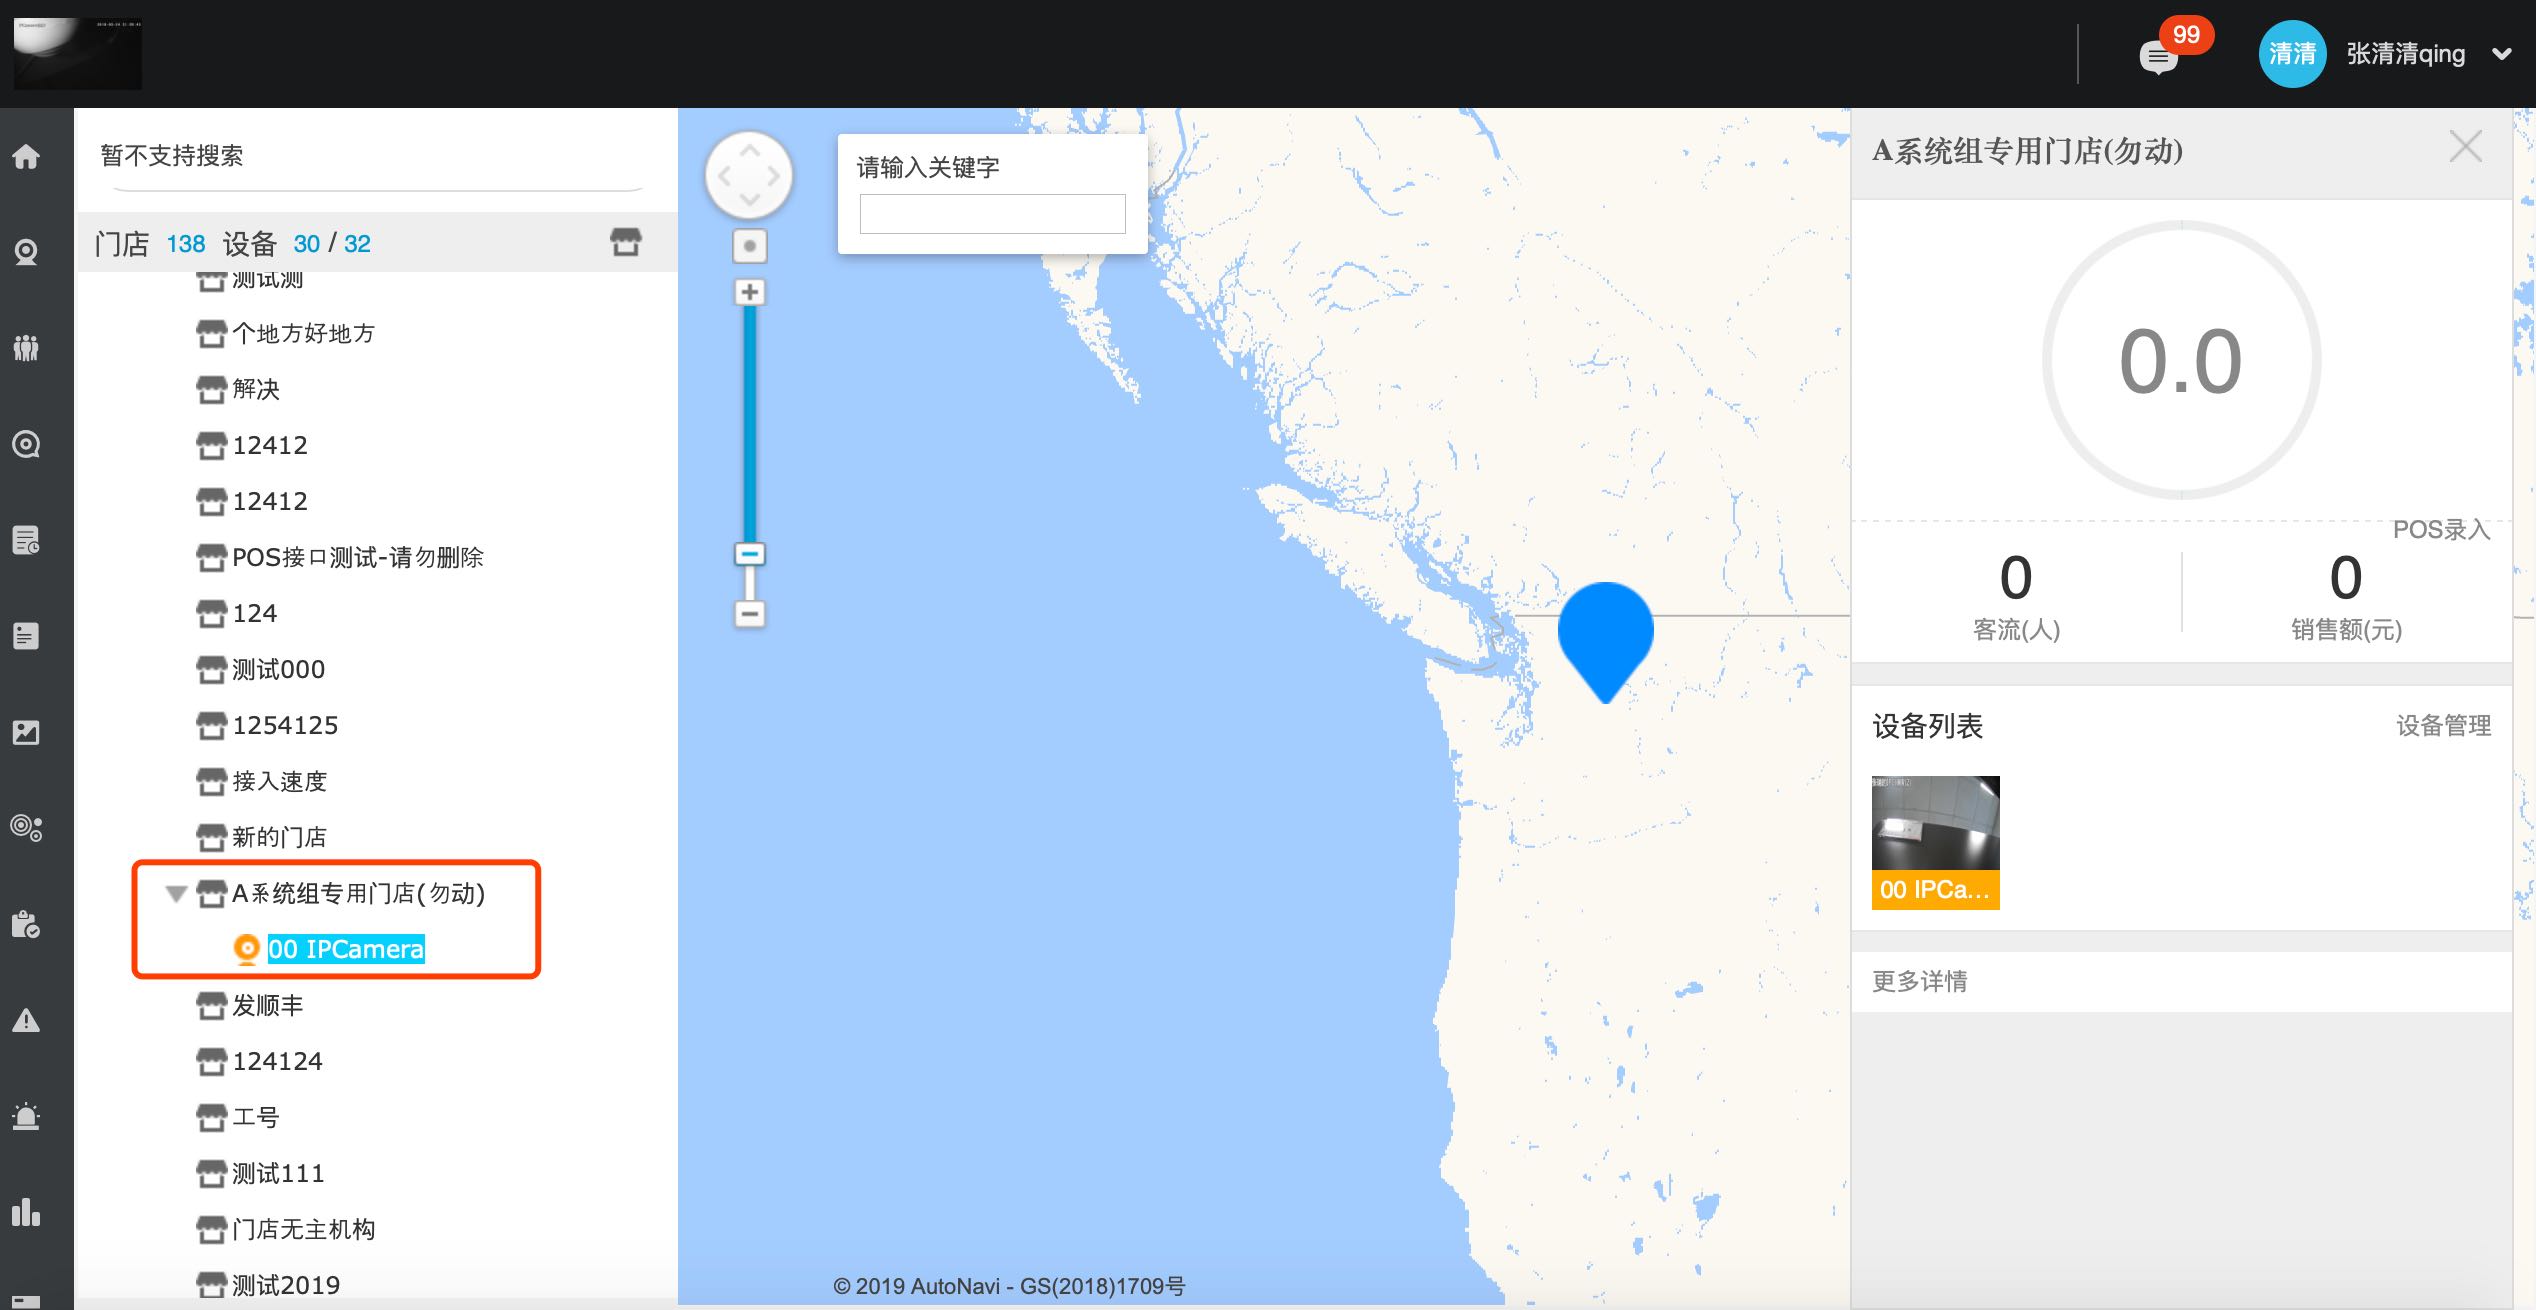 99
清清 张清清qing
暂不支持搜索
门店 138 设备 30 / 32
测试测
个地方好地方
解决
12412
12412
POS接口测试-请勿删除
124
测试000
1254125
接入速度
新的门店
A系统组专用门店(勿动)
00 IPCamera
发顺丰
124124
工号
测试111
门店无主机构
测试2019
请输入关键字
© 2019 AutoNavi - GS(2018)1709号
A系统组专用门店(勿动)
0.0
POS录入
0 0
客流(人) 销售额(元)
设备列表 设备管理
00 IPCa...
更多详情